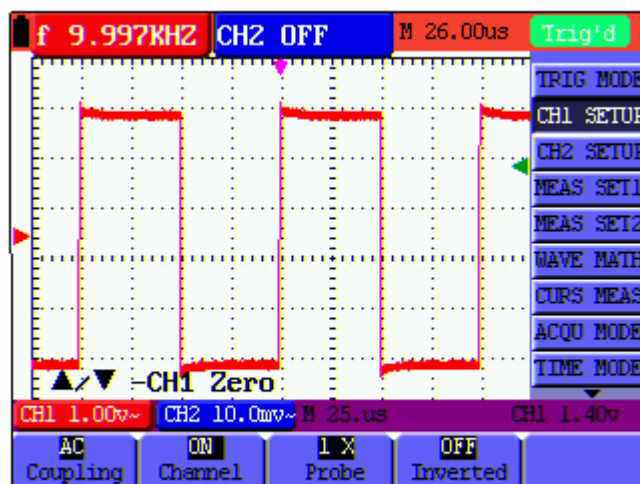 f 9.997KHZ CH2 OFF M 26.00us Trig'd
TRIG MODE
CH1 SETUP
CH2 SETUP
MEAS SET1
MEAS SET2
WAVE MATH
CURS MEAS
ACQU MODE
TIME MODE
▲/▼ -CH1 Zero
CH1 1.00v~ CH2 10.0mv~ M 25.us CH1 1.40v
AC ON 1 X OFF
Coupling Channel Probe Inverted